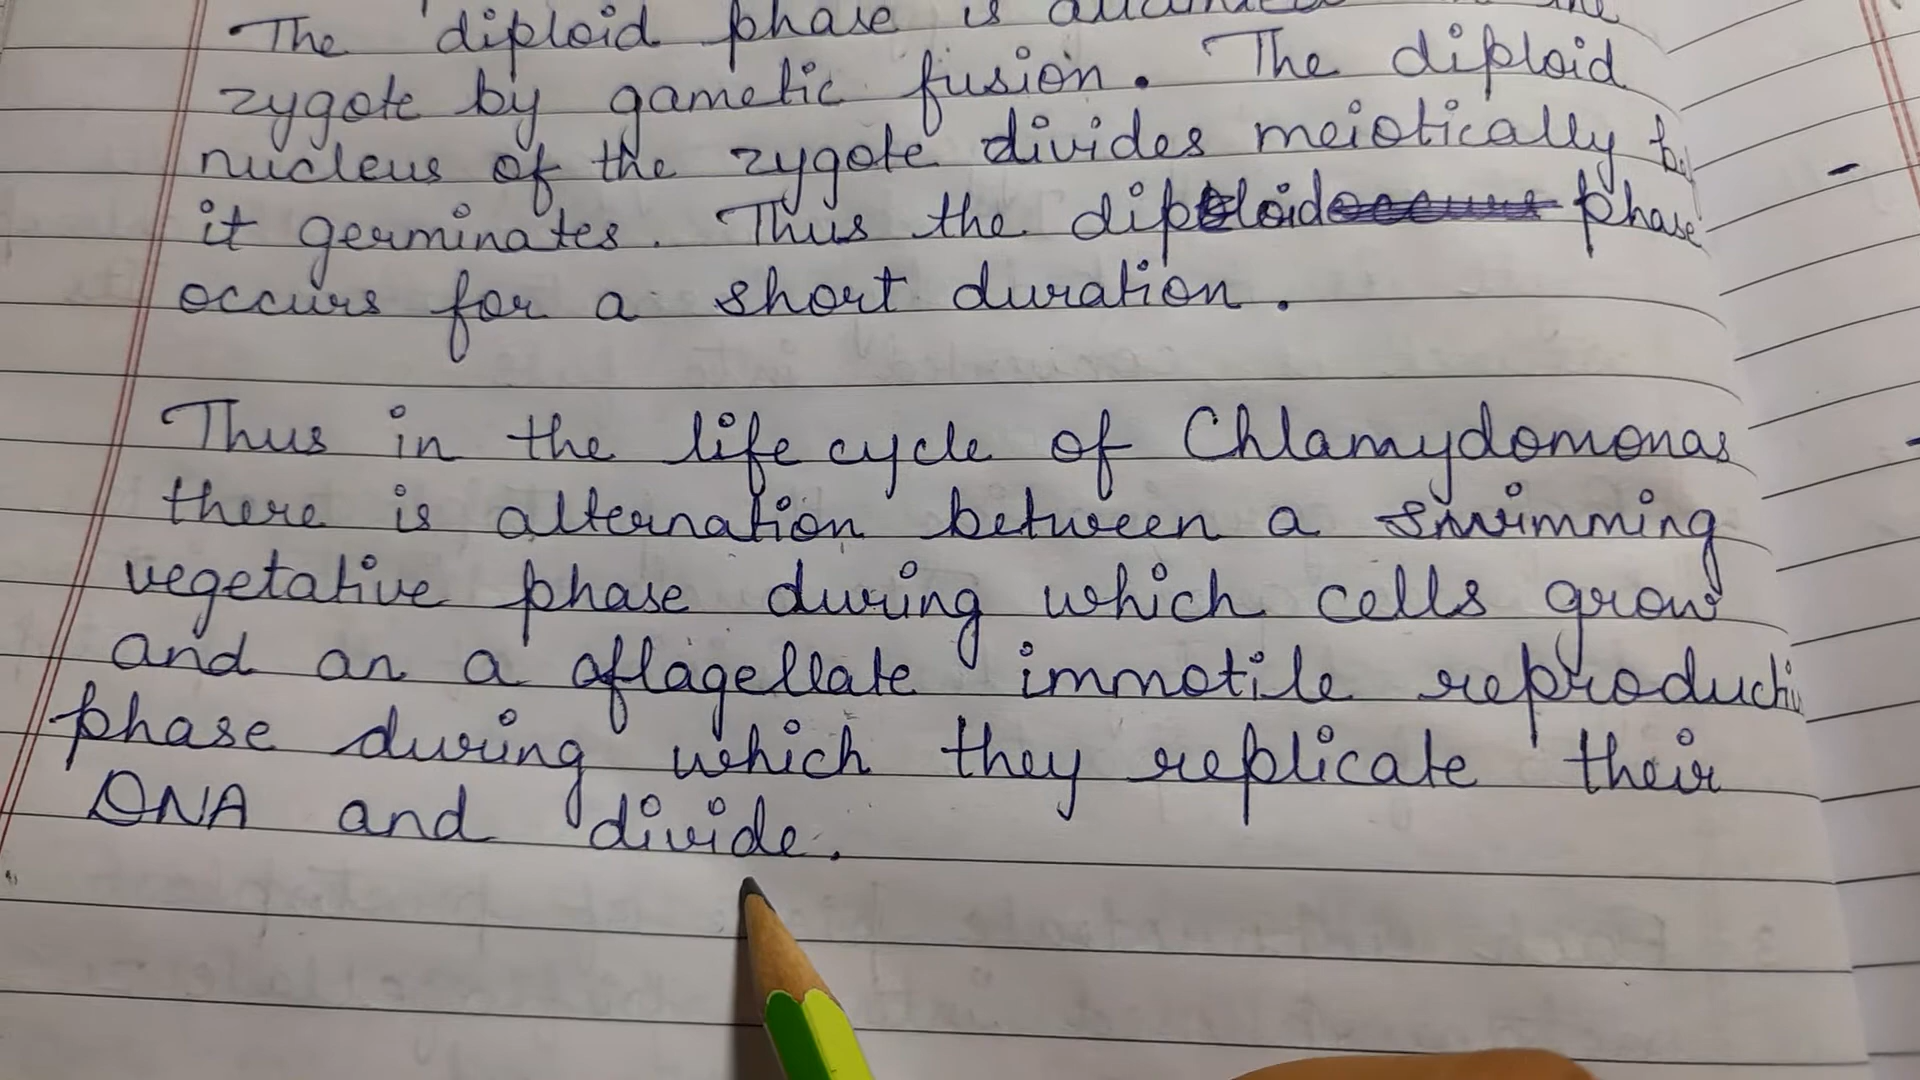 The diploid phase is
zygote by gametic fusion. The diploid
nucleus of the zygote divides meiotically
it germinates. Thus the diploid phase
occurs for a short duration.
Thus in the life cycle of Chlamydomonas
there is alternation between a swimming
vegetative phase during which cells grow
and an a aflagellate immotile reproducti
phase during which they replicate their
DNA and divide.